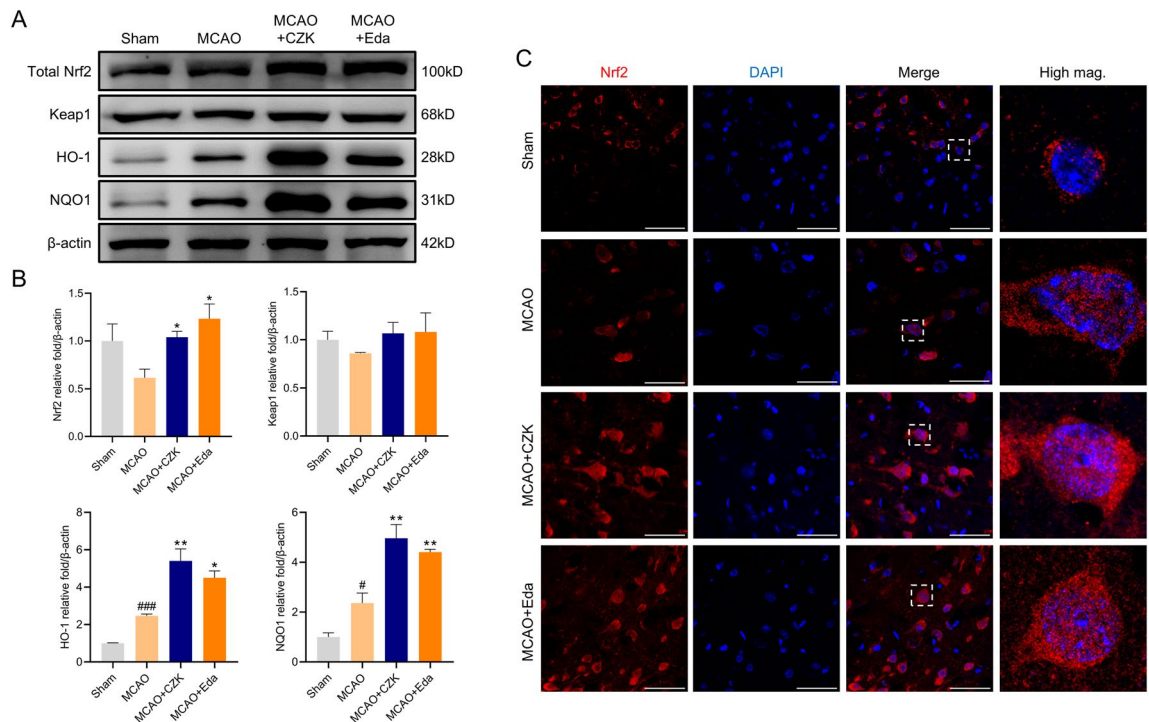 A
Sham
MCAO
MCAO
+CZK
MCAO
+Eda
Total Nrf2
100kD
Keap1
68kD
HO-1
28kD
NQO1
31kD
β-actin
42kD
B
Nrf2 relative fold/β-actin
1.5
1.0
0.5
0.0
*
*
Sham
MCAO
MCAO+CZK
MCAO+Eda
Keap1 relative fold/β-actin
1.5
1.0
0.5
0.0
Sham
MCAO
MCAO+CZK
MCAO+Eda
HO-1 relative fold/β-actin
8
6
4
2
0
###
**
*
Sham
MCAO
MCAO+CZK
MCAO+Eda
NQO1 relative fold/β-actin
6
4
2
0
#
**
**
Sham
MCAO
MCAO+CZK
MCAO+Eda
C
Nrf2
DAPI
Merge
High mag.
Sham
MCAO
MCAO+CZK
MCAO+Eda